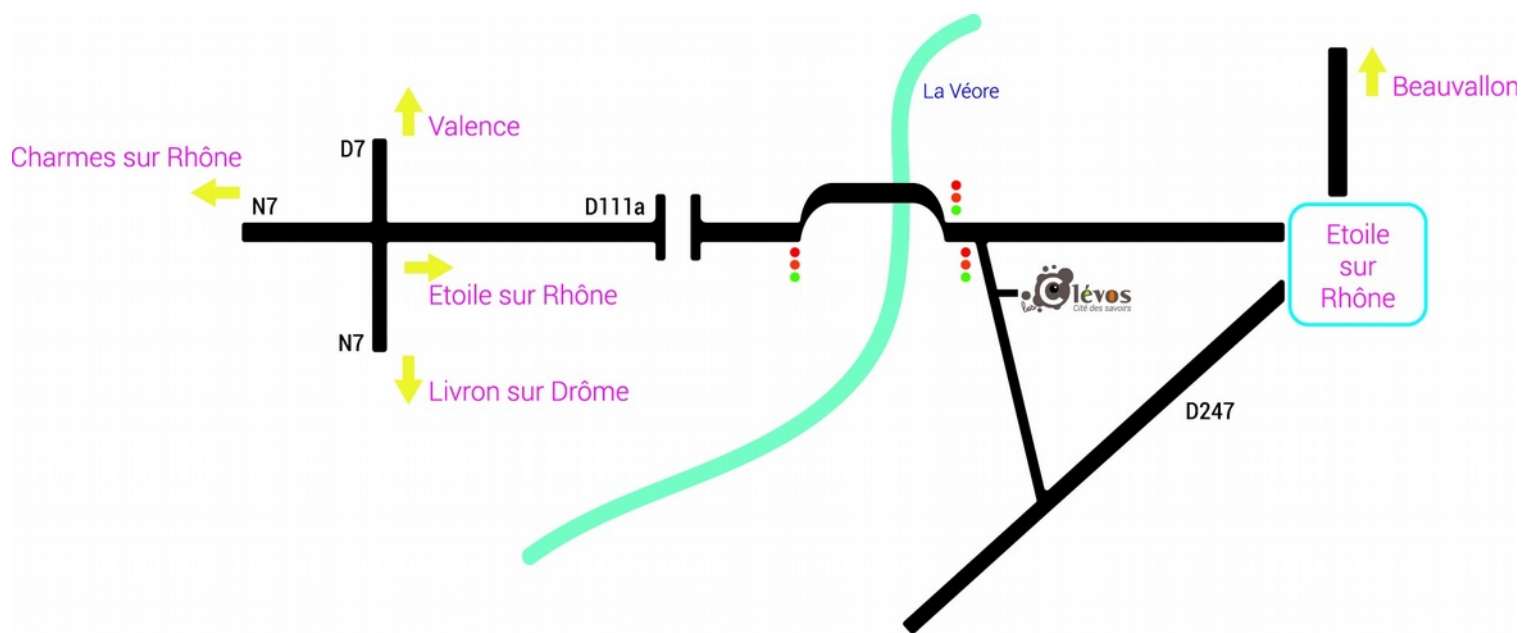 La Véore
Beauvallon
Valence
D7
Charmes sur Rhône
N7
D111a
Etoile
sur
Rhône
Etoile sur Rhône
les Clévos
Cité des savoirs
N7
Livron sur Drôme
D247